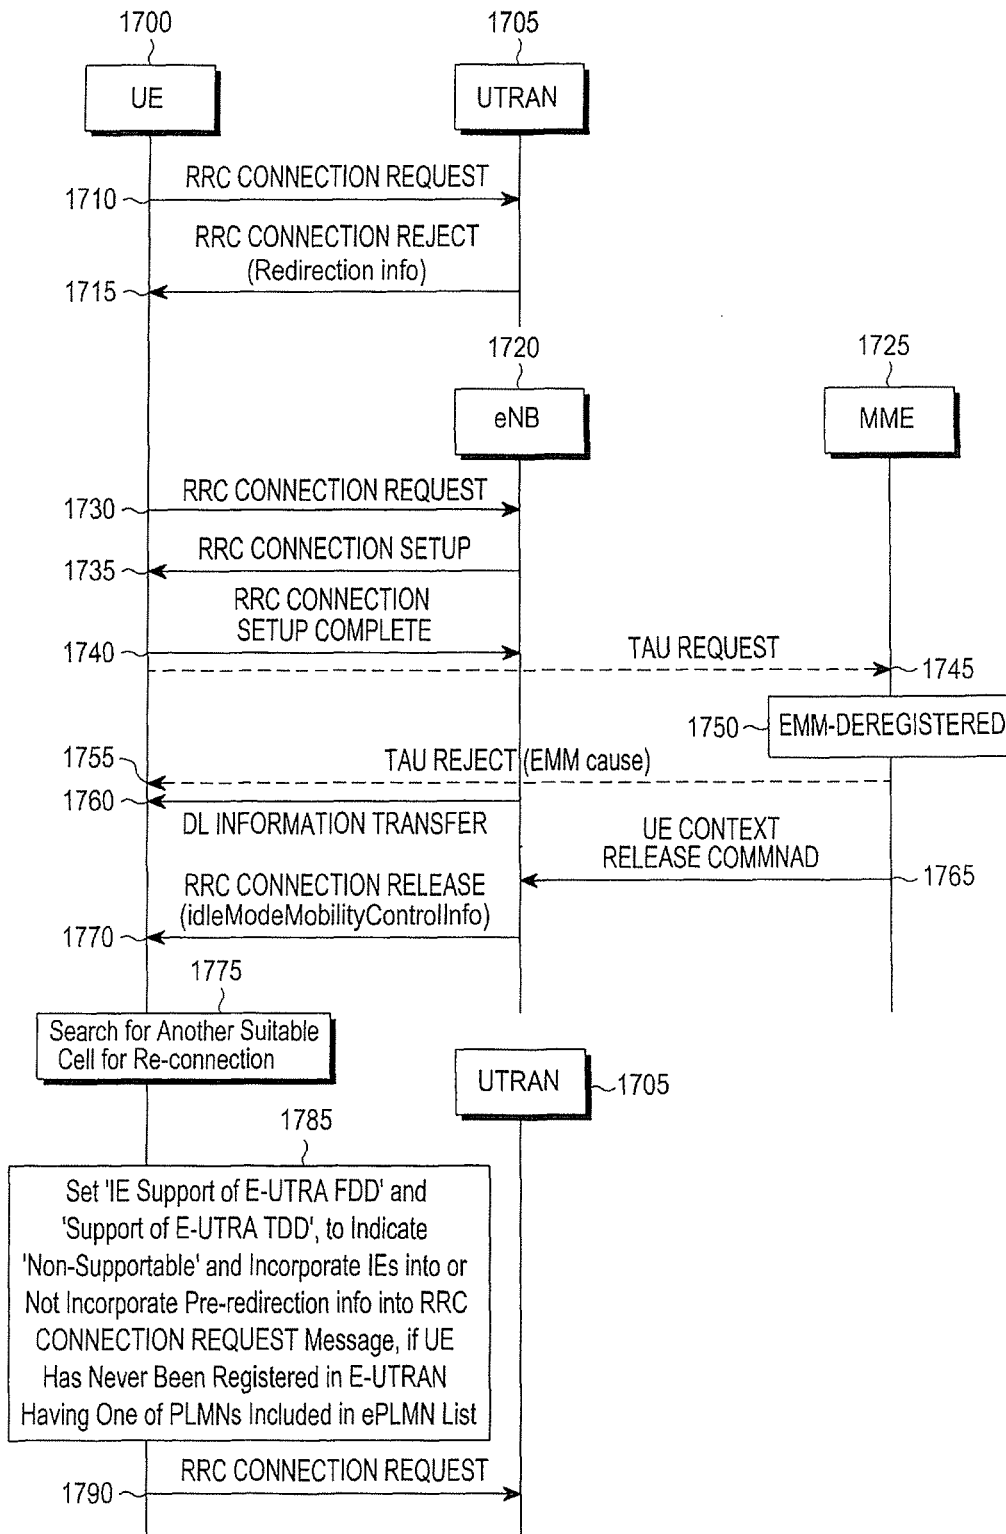 1700
1705
UE
UTRAN
RRC CONNECTION REQUEST
1710
RRC CONNECTION REJECT
(Redirection info)
1715
1720
1725
eNB
MME
RRC CONNECTION REQUEST
1730
RRC CONNECTION SETUP
1735
RRC CONNECTION
SETUP COMPLETE
1740
TAU REQUEST
1745
1750
EMM-DEREGISTERED
1755
TAU REJECT (EMM cause)
1760
DL INFORMATION TRANSFER
UE CONTEXT
RELEASE COMMNAD
1765
RRC CONNECTION RELEASE
(idleModeMobilityControlInfo)
1770
1775
Search for Another Suitable
Cell for Re-connection
UTRAN
1705
1785
Set 'IE Support of E-UTRA FDD' and
'Support of E-UTRA TDD', to Indicate
'Non-Supportable' and Incorporate IEs into or
Not Incorporate Pre-redirection info into RRC
CONNECTION REQUEST Message, if UE
Has Never Been Registered in E-UTRAN
Having One of PLMNs Included in ePLMN List
RRC CONNECTION REQUEST
1790